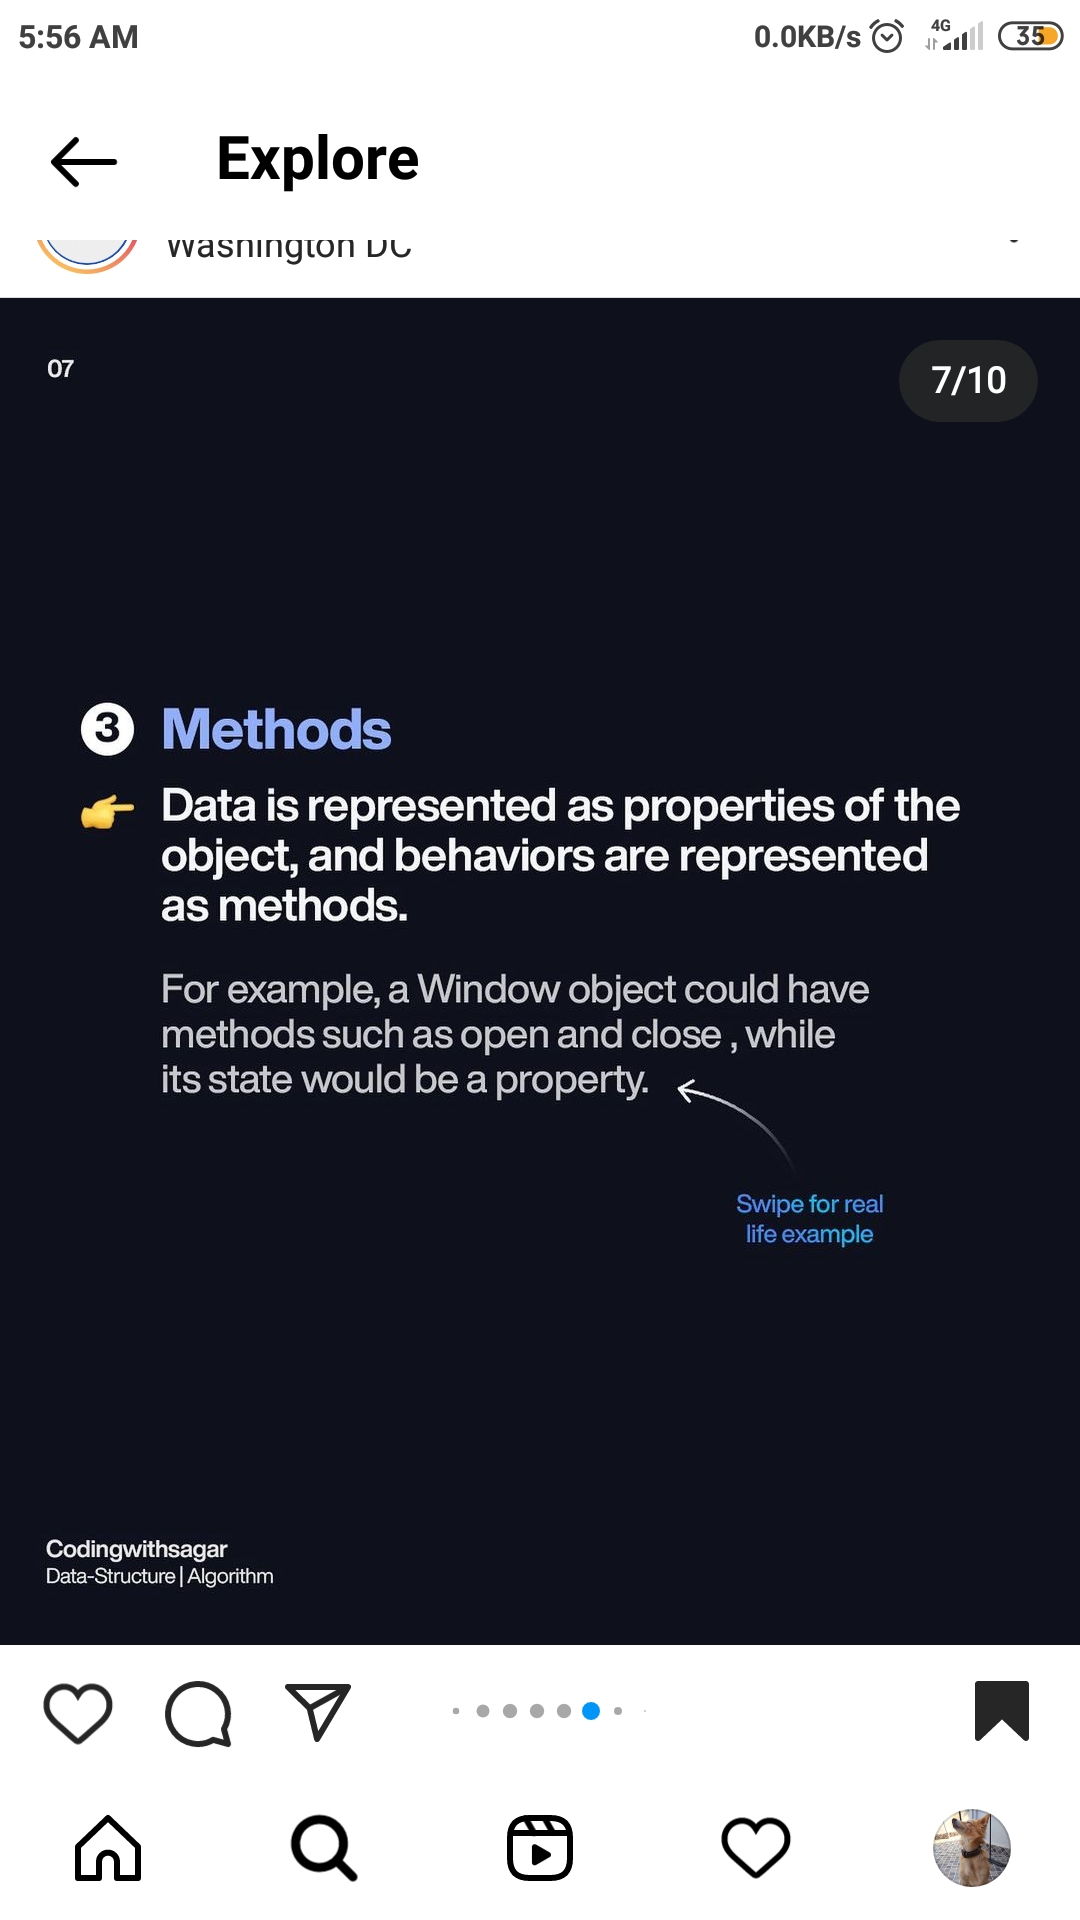 5:56 AM
0.0KB/s 4G 35
Explore
Washington DC
07
7/10
3 Methods
Data is represented as properties of the
object, and behaviors are represented
as methods.
For example, a Window object could have
methods such as open and close , while
its state would be a property.
Swipe for real
life example
Codingwithsagar
Data-Structure | Algorithm